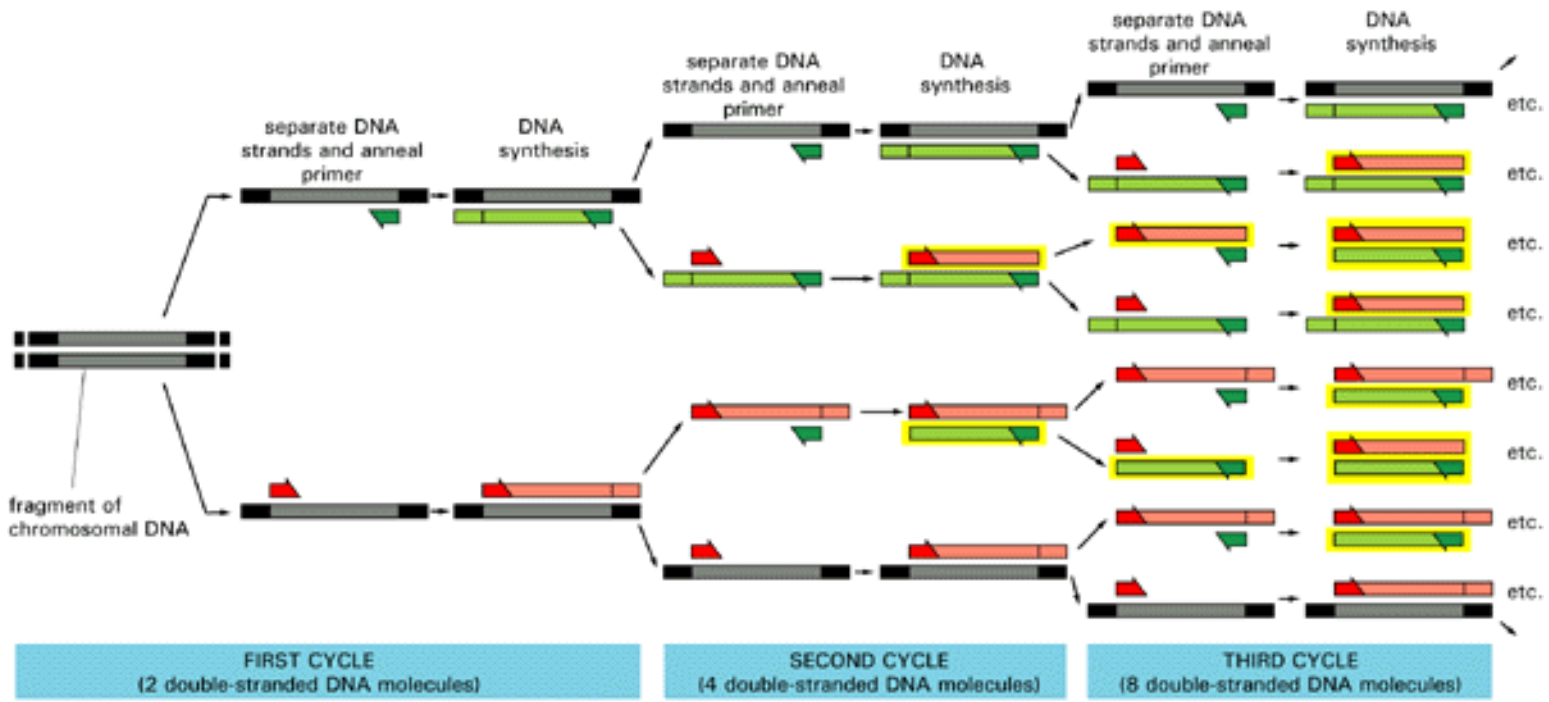 separate DNA
strands and anneal
primer
DNA
synthesis
separate DNA
strands and anneal
primer
DNA
synthesis
separate DNA
strands and anneal
primer
DNA
synthesis
etc.
etc.
etc.
etc.
etc.
etc.
etc.
etc.
fragment of
chromosomal DNA
FIRST CYCLE
(2 double-stranded DNA molecules)
SECOND CYCLE
(4 double-stranded DNA molecules)
THIRD CYCLE
(8 double-stranded DNA molecules)